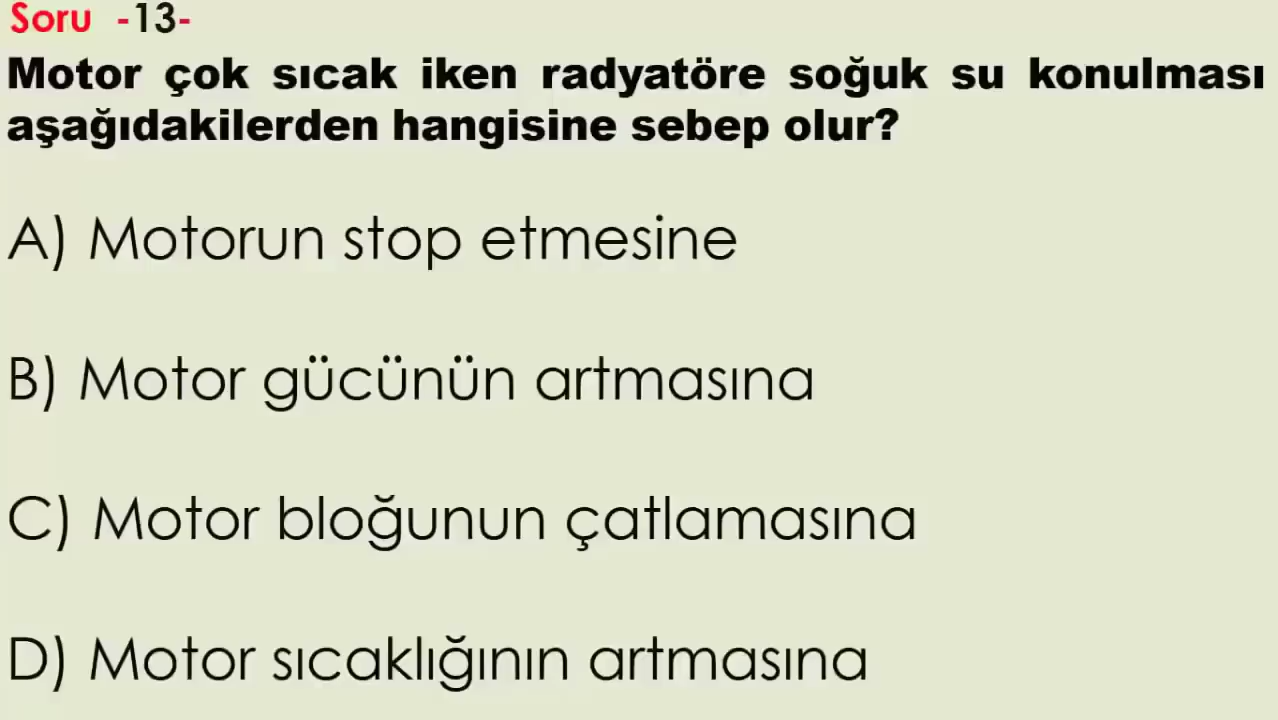 Soru -13-
Motor çok sıcak iken radyatöre soğuk su konulması
aşağıdakilerden hangisine sebep olur?
A) Motorun stop etmesine
B) Motor gücünün artmasına
C) Motor bloğunun çatlamasına
D) Motor sıcaklığının artmasına